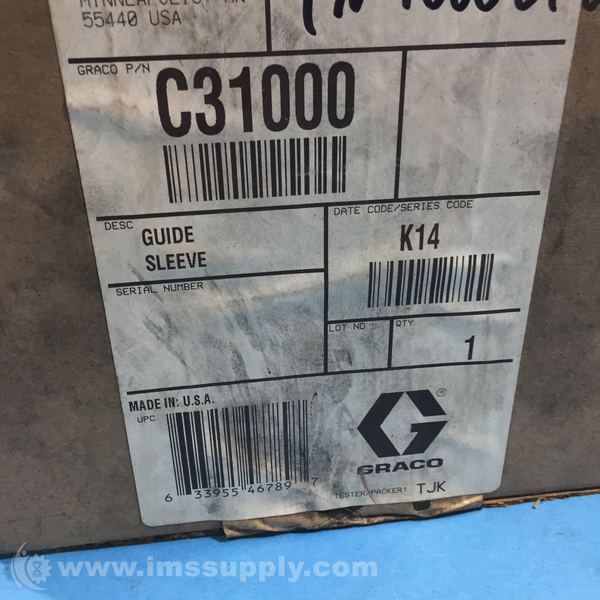 55440 USA
GRACO P/N
C31000
DESC GUIDE
SLEEVE
DATE CODE/SERIES CODE
K14
SERIAL NUMBER
LOT NO
QTY
1
MADE IN: U.S.A.
UPC
6 33955 46789 7
G ®
GRACO
TESTER/PACKER: TJK
© www.imssupply.com